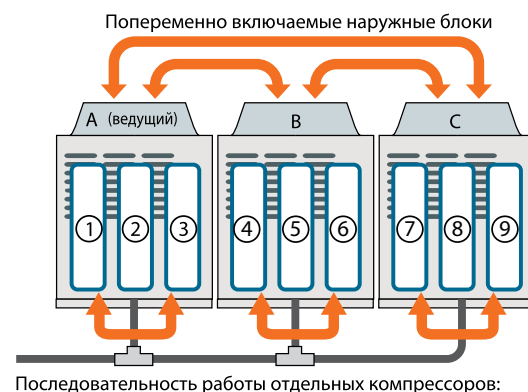 Попеременно включаемые наружные блоки
A (ведущий) B C
1 2 3 4 5 6 7 8 9
Последовательность работы отдельных компрессоров: